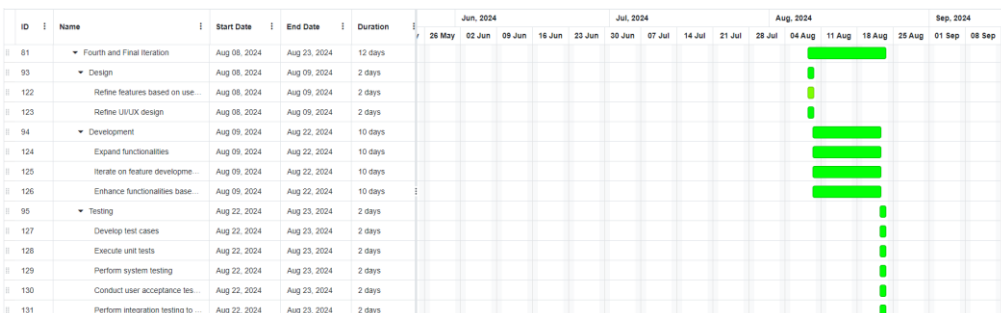 Jun, 2024 Jul, 2024 Aug, 2024 Sep, 2024
ID Name Start Date End Date Duration
26 May 02 Jun 09 Jun 16 Jun 23 Jun 30 Jun 07 Jul 14 Jul 21 Jul 28 Jul 04 Aug 11 Aug 18 Aug 25 Aug 01 Sep 08 Sep
81 Fourth and Final Iteration Aug 08, 2024 Aug 23, 2024 12 days
93 Design Aug 08, 2024 Aug 09, 2024 2 days
122 Refine features based on use... Aug 08, 2024 Aug 09, 2024 2 days
123 Refine UI/UX design Aug 08, 2024 Aug 09, 2024 2 days
94 Development Aug 09, 2024 Aug 22, 2024 10 days
124 Expand functionalities Aug 09, 2024 Aug 22, 2024 10 days
125 Iterate on feature developme... Aug 09, 2024 Aug 22, 2024 10 days
126 Enhance functionalities base... Aug 09, 2024 Aug 22, 2024 10 days
95 Testing Aug 22, 2024 Aug 23, 2024 2 days
127 Develop test cases Aug 22, 2024 Aug 23, 2024 2 days
128 Execute unit tests Aug 22, 2024 Aug 23, 2024 2 days
129 Perform system testing Aug 22, 2024 Aug 23, 2024 2 days
130 Conduct user acceptance tes... Aug 22, 2024 Aug 23, 2024 2 days
131 Perform integration testing to ... Aug 22, 2024 Aug 23, 2024 2 days